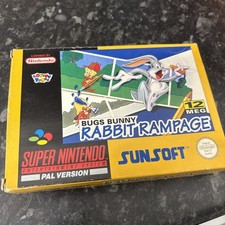 Nintendo
BUGS BUNNY
RABBIT RAMPAGE
12
MEG
SUPER NINTENDO
ENTERTAINMENT SYSTEM
PAL VERSION
SUNSOFT